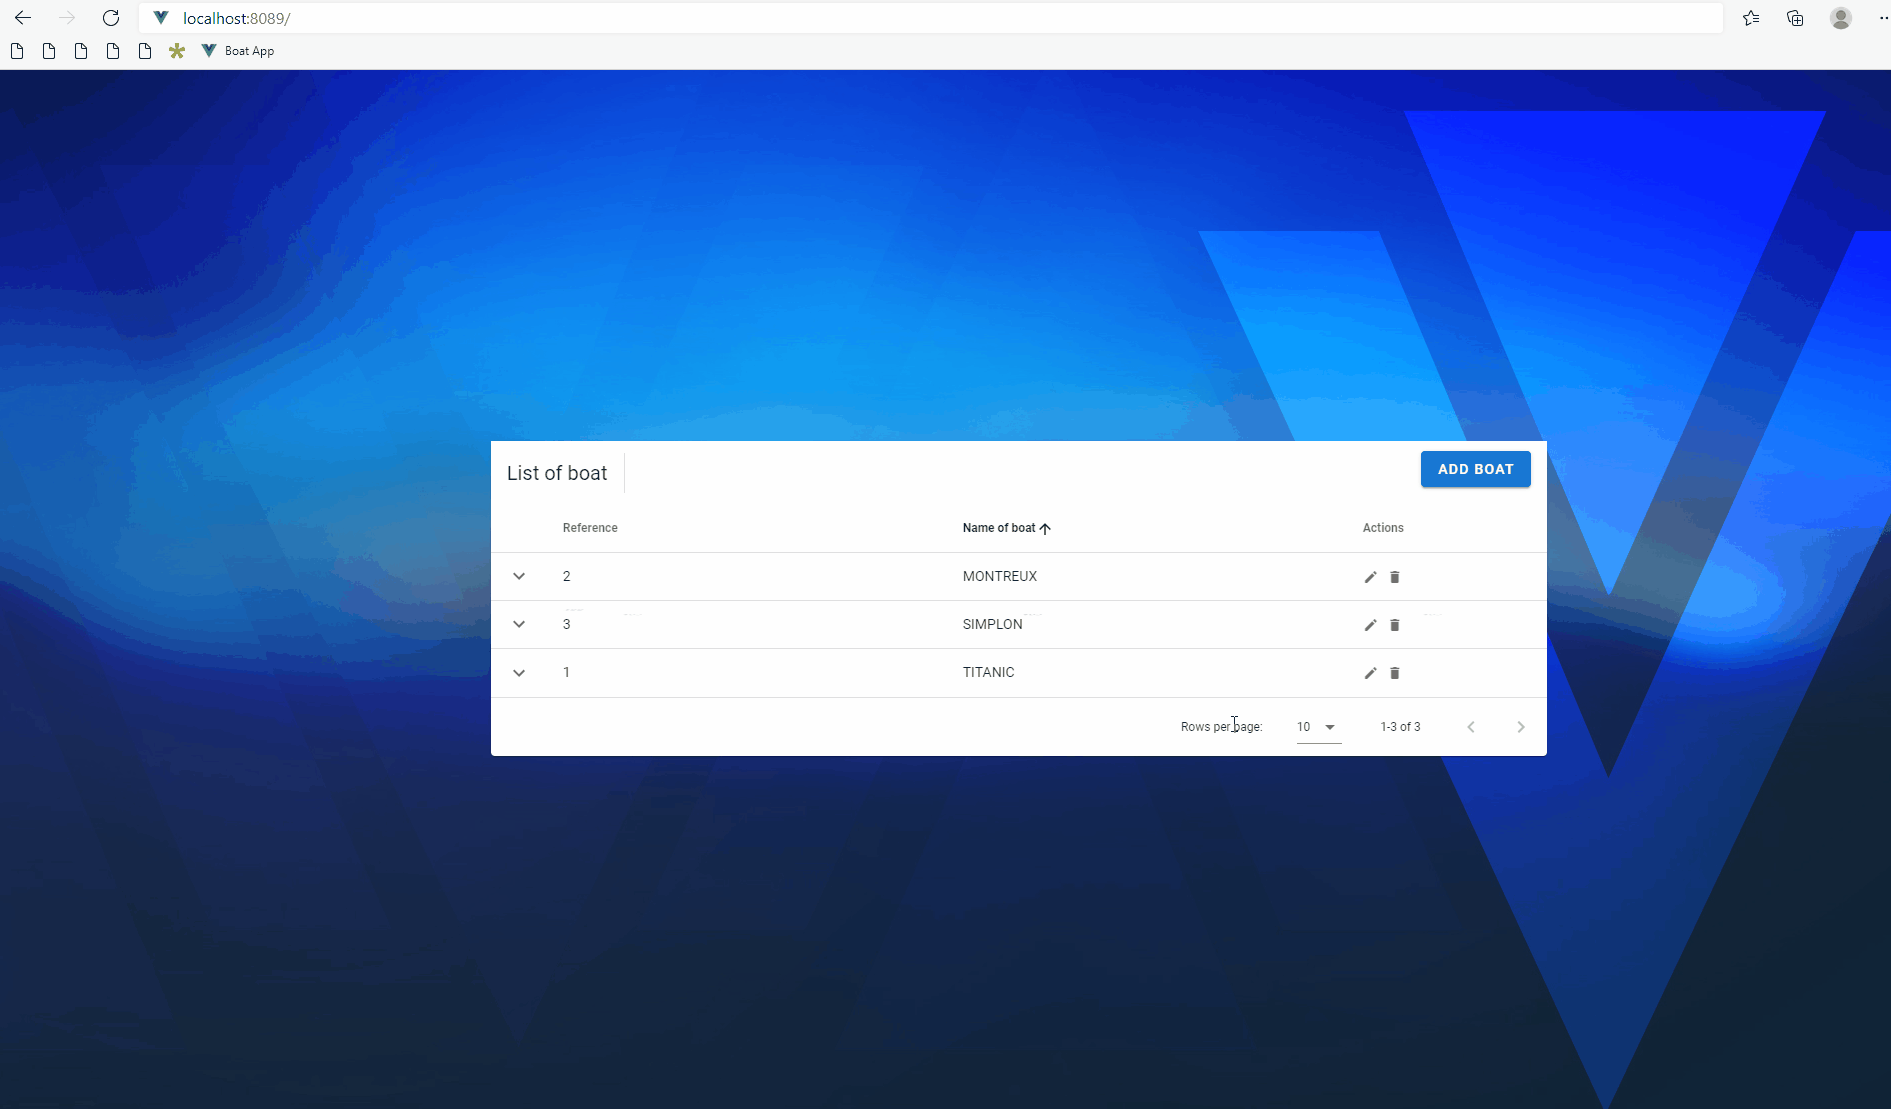 localhost:8089/
Boat App
List of boat
ADD BOAT
Reference Name of boat Actions
2 MONTREUX
3 SIMPLON
1 TITANIC
Rows per page: 10 1-3 of 3